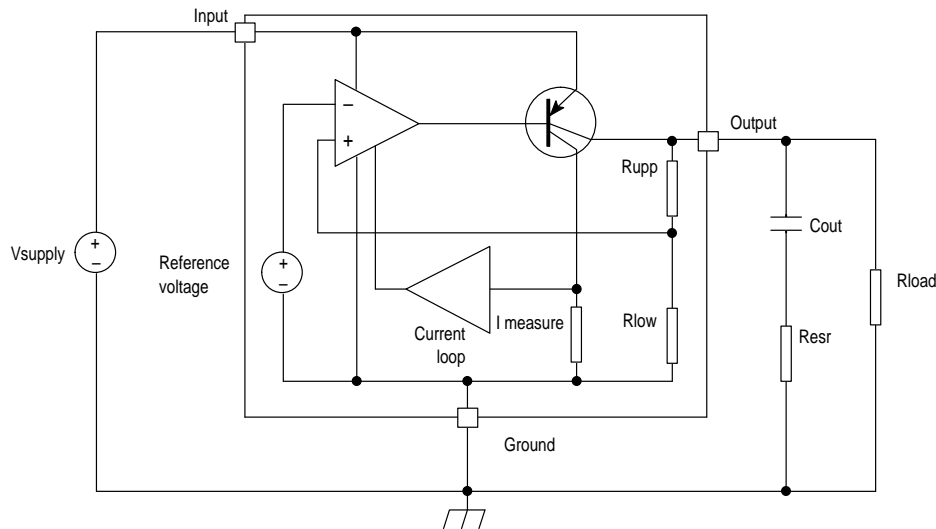 Input
Output
−
+
Rupp
Cout
Vsupply
+
−
Reference
voltage
+
−
Rload
I measure
Rlow
Current
loop
Resr
Ground